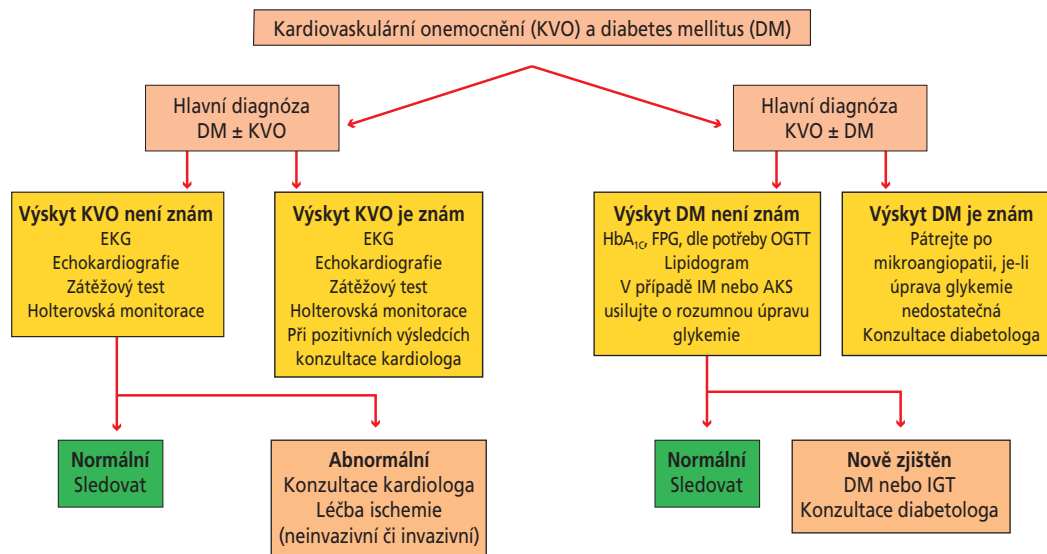 Kardiovaskulární onemocnění (KVO) a diabetes mellitus (DM)
Hlavní diagnóza
DM ± KVO
Hlavní diagnóza
KVO ± DM
Výskyt KVO není znám
EKG
Echokardiografie
Zátěžový test
Holterovská monitorace
Výskyt KVO je znám
EKG
Echokardiografie
Zátěžový test
Holterovská monitorace
Při pozitivních výsledcích
konzultace kardiologa
Výskyt DM není znám
HbA1C, FPG, dle potřeby OGTT
Lipidogram
V případě IM nebo AKS
usilujte o rozumnou úpravu
glykemie
Výskyt DM je znám
Pátrejte po
mikroangiopatii, je-li
úprava glykemie
nedostatečná
Konzultace diabetologa
Normální
Sledovat
Abnormální
Konzultace kardiologa
Léčba ischemie
(neinvazivní či invazivní)
Normální
Sledovat
Nově zjištěn
DM nebo IGT
Konzultace diabetologa